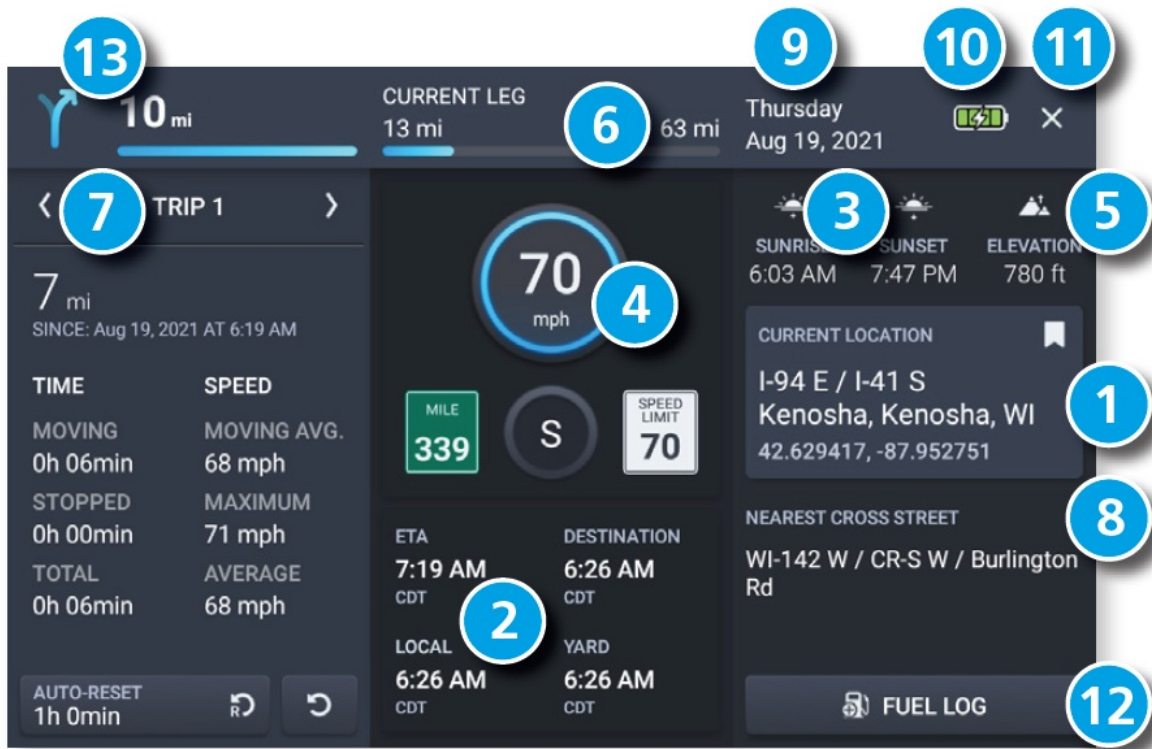 13
10 mi
CURRENT LEG
13 mi
6
63 mi
9
Thursday
Aug 19, 2021
10
11
7
TRIP 1
7 mi
SINCE: Aug 19, 2021 AT 6:19 AM
TIME
SPEED
MOVING
0h 06min
MOVING AVG.
68 mph
STOPPED
0h 00min
MAXIMUM
71 mph
TOTAL
0h 06min
AVERAGE
68 mph
AUTO-RESET
1h 0min
R
70
mph
4
MILE
339
S
SPEED
LIMIT
70
ETA
7:19 AM
CDT
DESTINATION
6:26 AM
CDT
2
LOCAL
6:26 AM
CDT
YARD
6:26 AM
CDT
3
SUNRIS
6:03 AM
SUNSET
7:47 PM
5
ELEVATION
780 ft
CURRENT LOCATION
I-94 E / I-41 S
Kenosha, Kenosha, WI
42.629417, -87.952751
1
NEAREST CROSS STREET
8
WI-142 W / CR-S W / Burlington
Rd
FUEL LOG
12